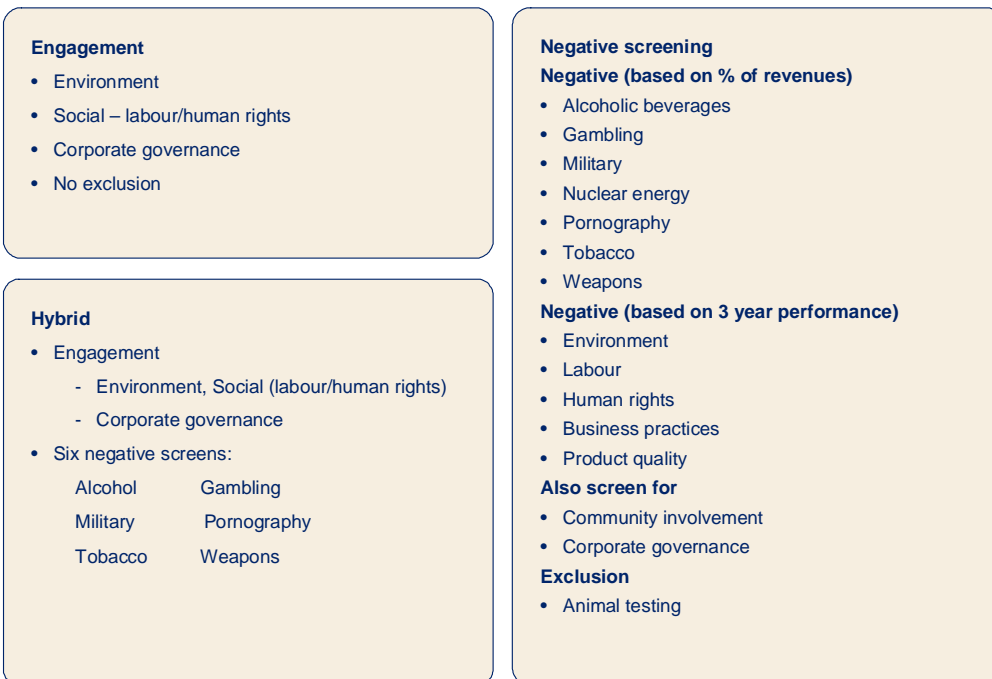 Engagement
• Environment
• Social – labour/human rights
• Corporate governance
• No exclusion
Hybrid
• Engagement
- Environment, Social (labour/human rights)
- Corporate governance
• Six negative screens:
Alcohol Gambling
Military Pornography
Tobacco Weapons
Negative screening
Negative (based on % of revenues)
• Alcoholic beverages
• Gambling
• Military
• Nuclear energy
• Pornography
• Tobacco
• Weapons
Negative (based on 3 year performance)
• Environment
• Labour
• Human rights
• Business practices
• Product quality
Also screen for
• Community involvement
• Corporate governance
Exclusion
• Animal testing